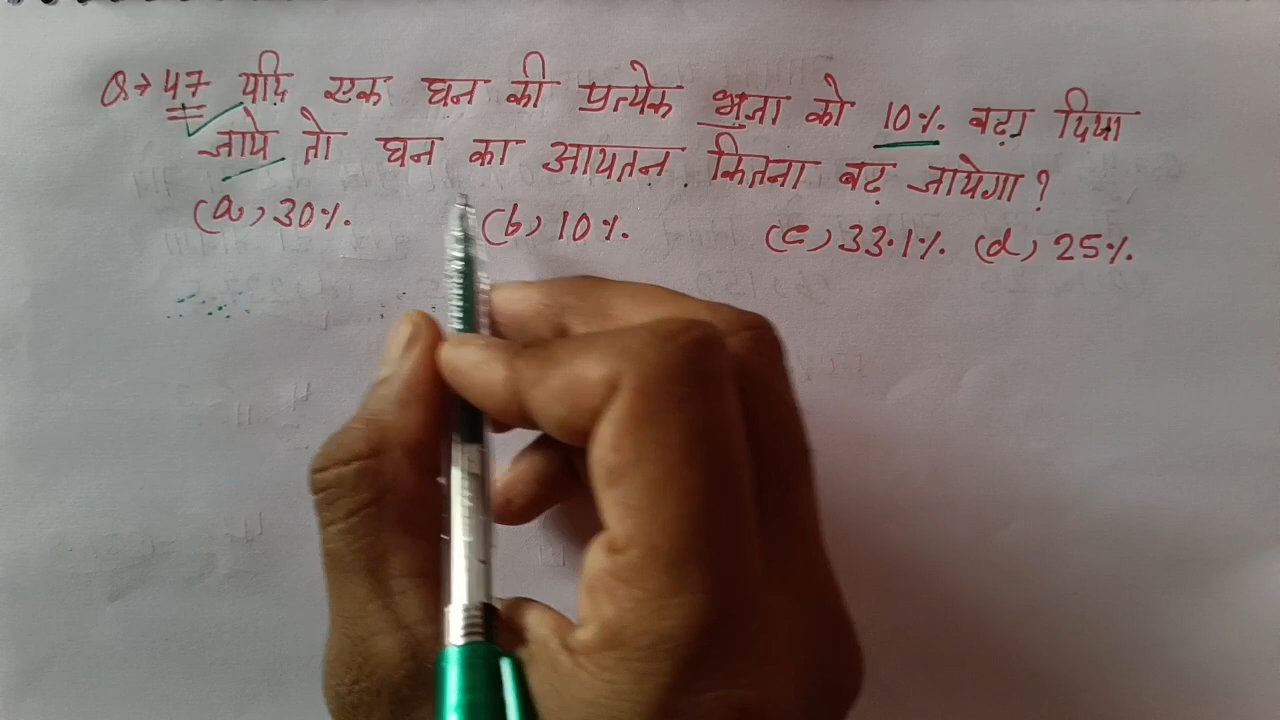 Q→47 यदि एक घन की प्रत्येक भुजा को 10% बढ़ा दिया
जाये तो घन का आयतन कितना बढ़ जायेगा?
(a) 30% (b) 10% (c) 33.1% (d) 25%